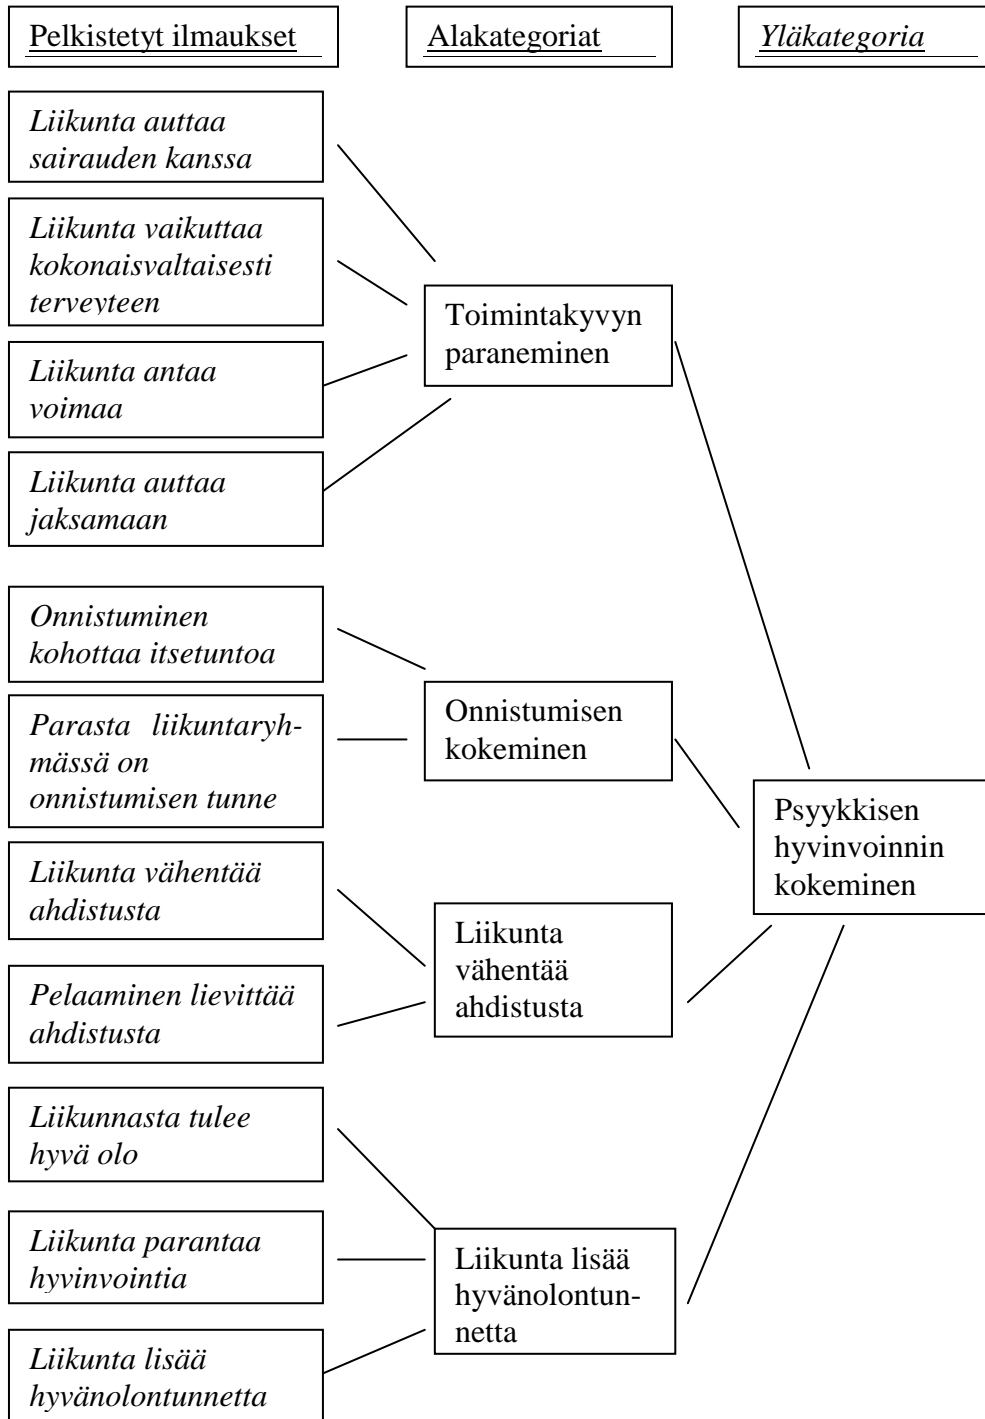 Pelkistetyt ilmaukset
Alakategoriat
Yläkategoria
Liikunta auttaa
sairauden kanssa
Liikunta vaikuttaa
kokonaisvaltaisesti
terveyteen
Liikunta antaa
voimaa
Liikunta auttaa
jaksamaan
Toimintakyvyn
paraneminen
Onnistuminen
kohottaa itsetuntoa
Parasta liikuntaryh-
mässä on
onnistumisen tunne
Onnistumisen
kokeminen
Liikunta vähentää
ahdistusta
Pelaaminen lievittää
ahdistusta
Liikunta
vähentää
ahdistusta
Liikunnasta tulee
hyvä olo
Liikunta parantaa
hyvinvointia
Liikunta lisää
hyvänolontunnetta
Liikunta lisää
hyvänolontun-
netta
Psyykkisen
hyvinvoinnin
kokeminen